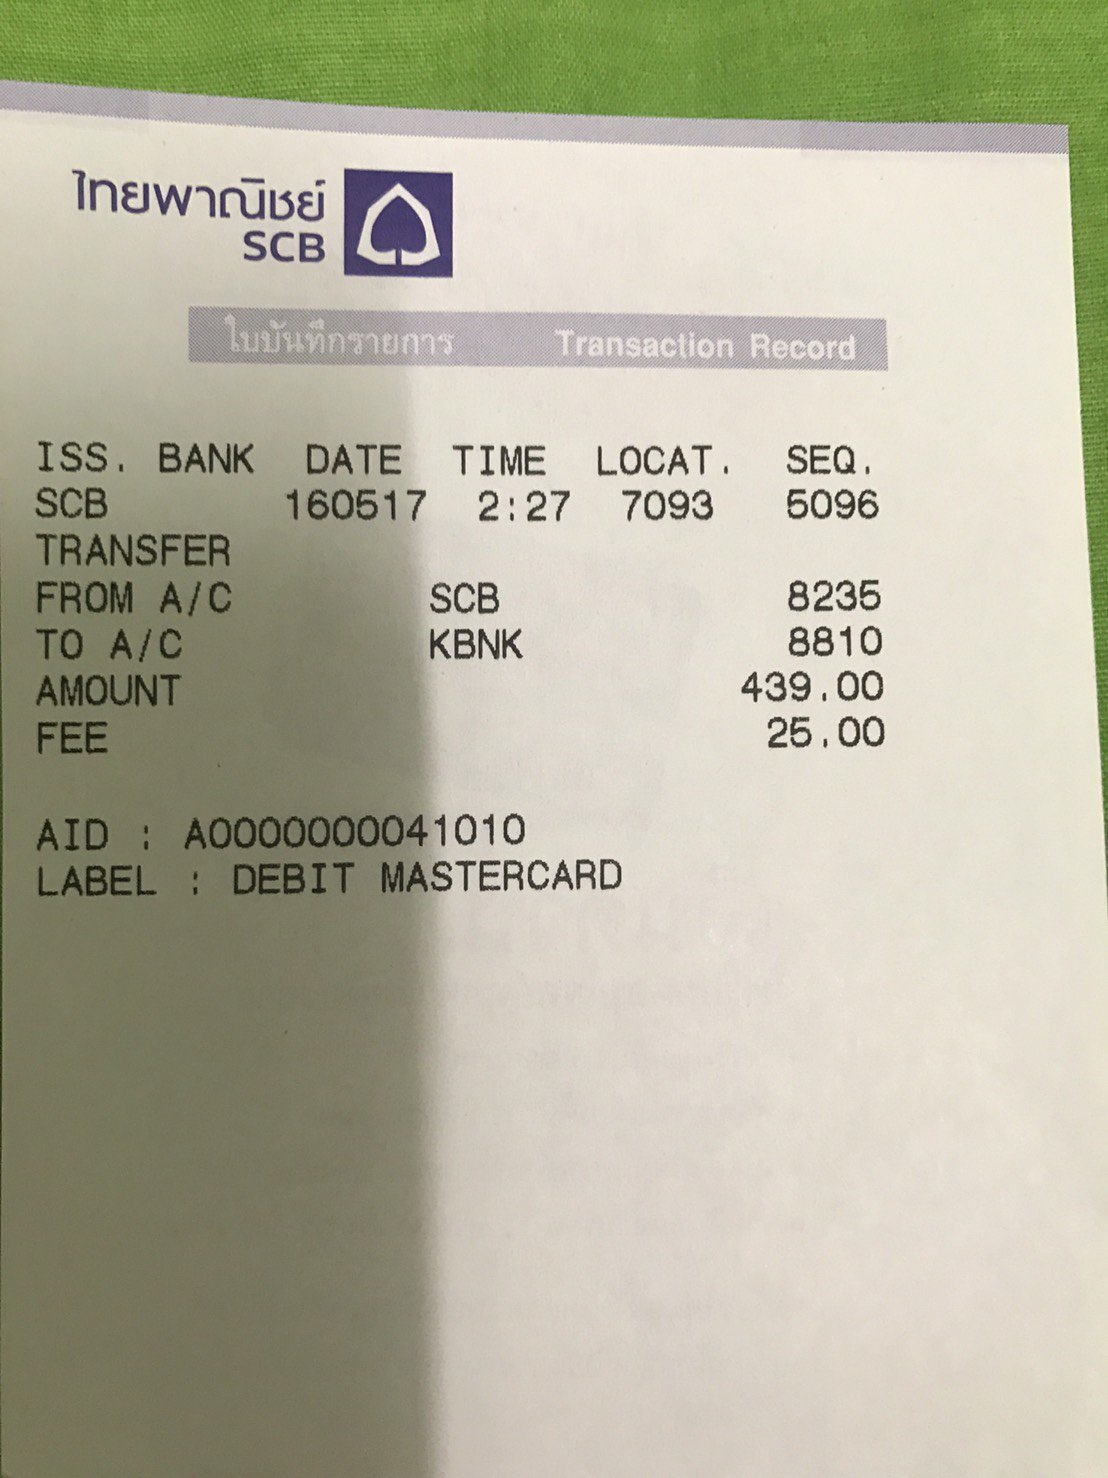 ไทยพาณิชย์
SCB
ใบบันทึกรายการ Transaction Record
ISS. BANK DATE TIME LOCAT. SEQ.
SCB 160517 2:27 7093 5096
TRANSFER
FROM A/C SCB 8235
TO A/C KBNK 8810
AMOUNT 439.00
FEE 25.00
AID : A0000000041010
LABEL : DEBIT MASTERCARD